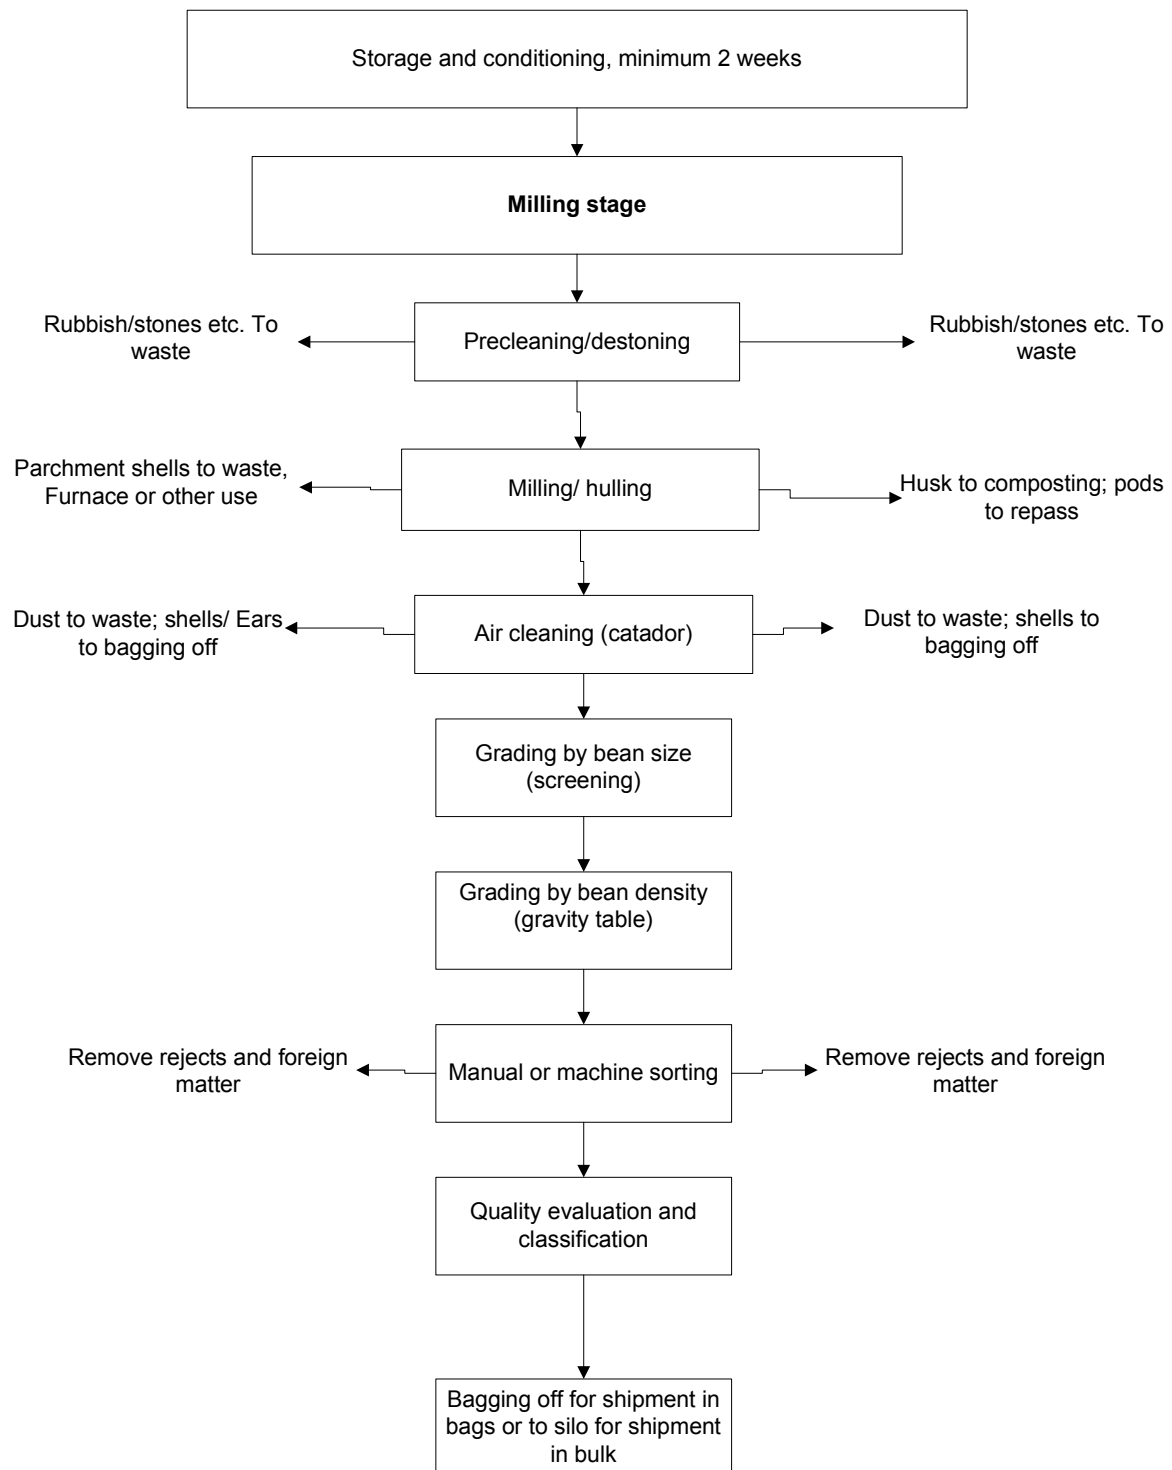 Storage and conditioning, minimum 2 weeks
Milling stage
Rubbish/stones etc. To
waste
Precleaning/destoning
Rubbish/stones etc. To
waste
Parchment shells to waste,
Furnace or other use
Milling/ hulling
Husk to composting; pods
to repass
Dust to waste; shells/ Ears
to bagging off
Air cleaning (catador)
Dust to waste; shells to
bagging off
Grading by bean size
(screening)
Grading by bean density
(gravity table)
Remove rejects and foreign
matter
Manual or machine sorting
Remove rejects and foreign
matter
Quality evaluation and
classification
Bagging off for shipment in
bags or to silo for shipment
in bulk